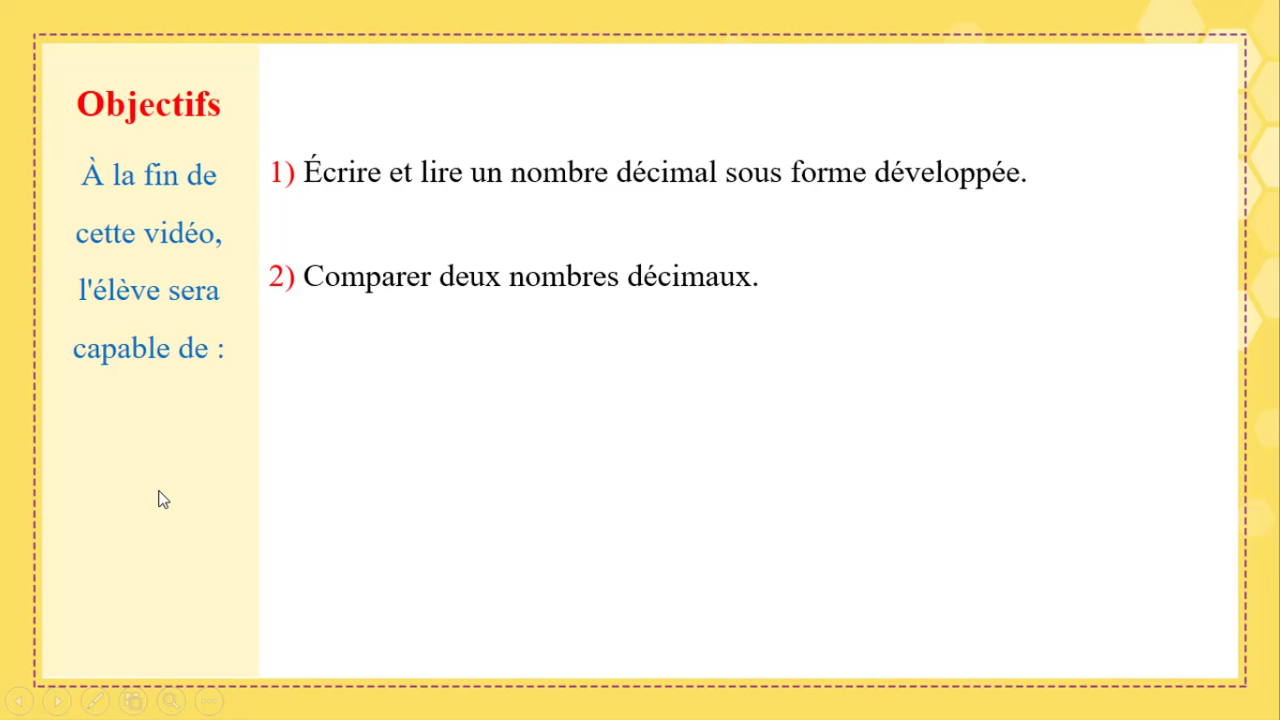 Objectifs
À la fin de
cette vidéo,
l'élève sera
capable de :
1) Écrire et lire un nombre décimal sous forme développée.
2) Comparer deux nombres décimaux.